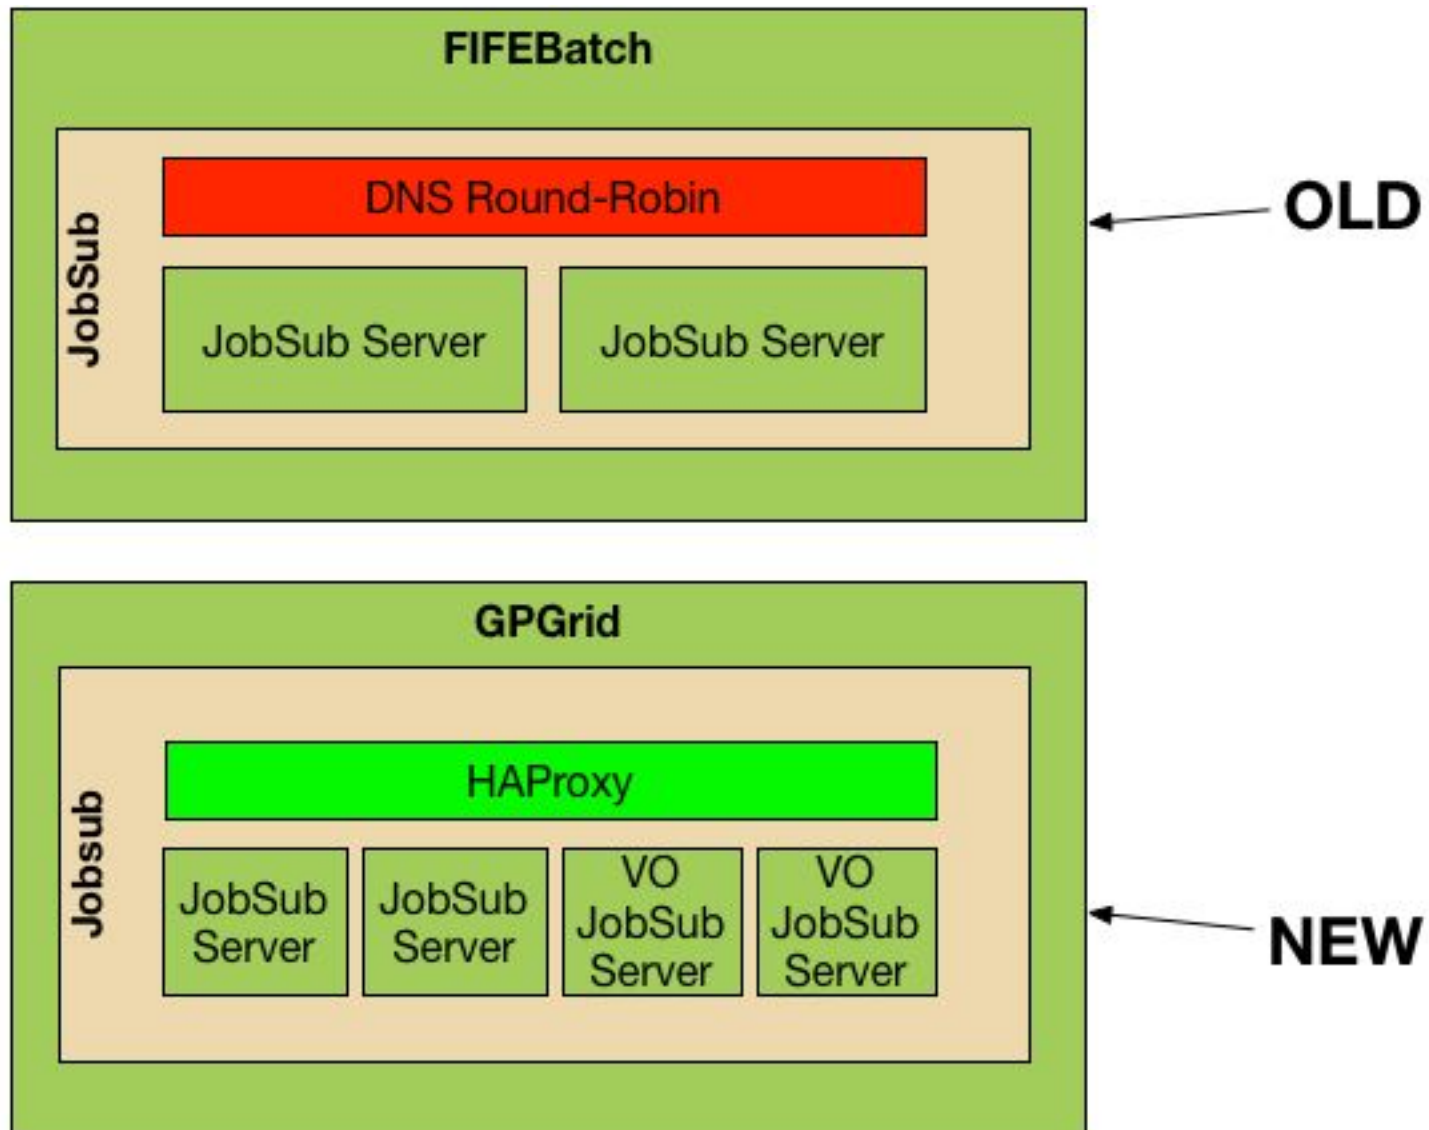 FIFEBatch
JobSub
DNS Round-Robin
JobSub Server
JobSub Server
OLD
GPGrid
Jobsub
HAProxy
JobSub
Server
JobSub
Server
VO
JobSub
Server
VO
JobSub
Server
NEW